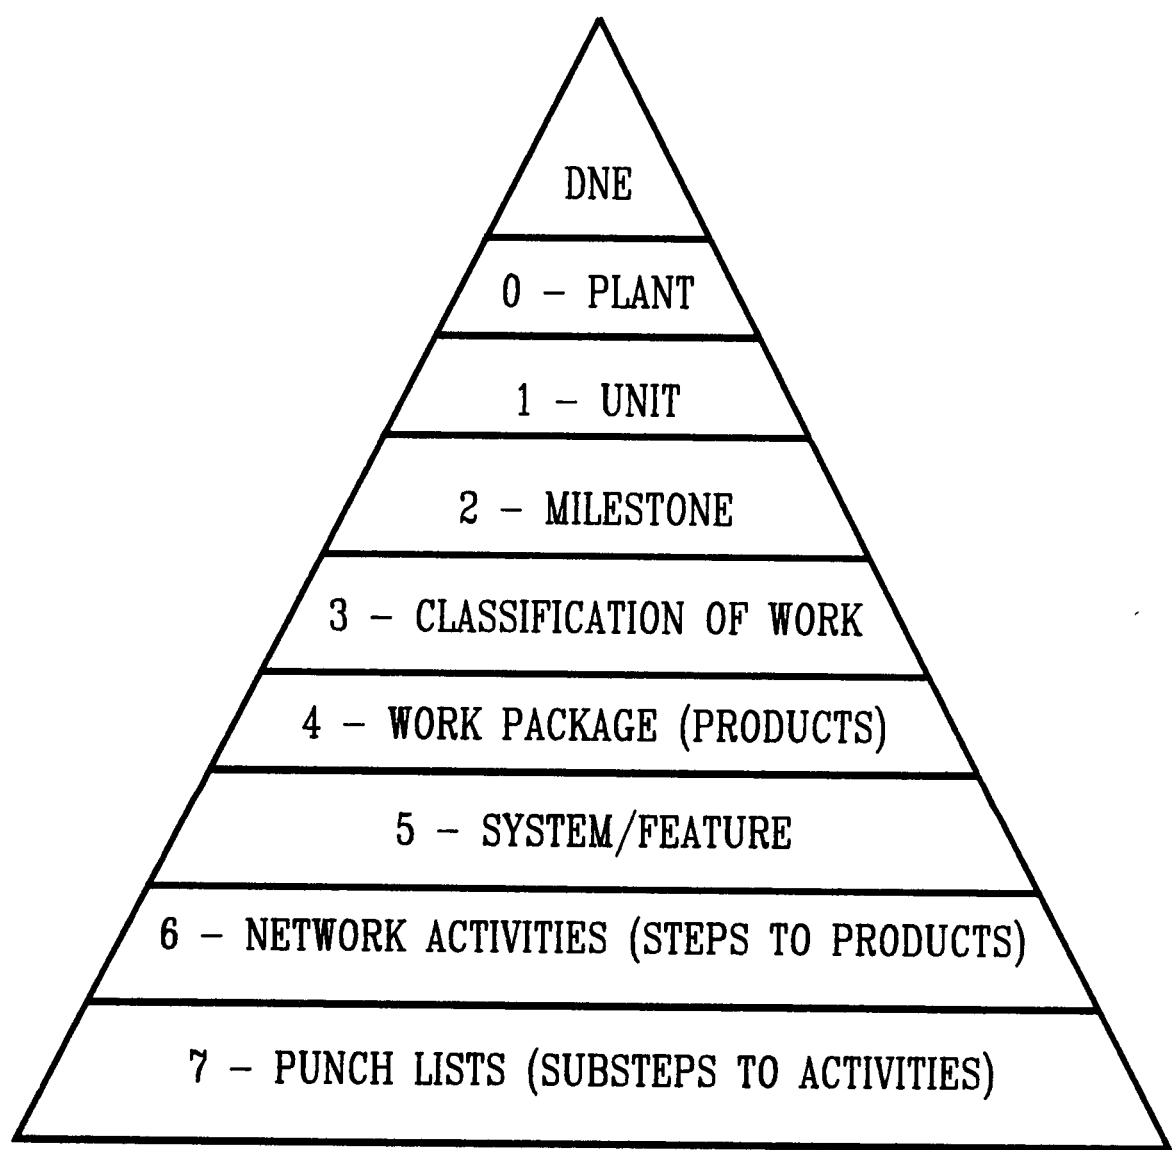 DNE
0 – PLANT
1 – UNIT
2 – MILESTONE
3 – CLASSIFICATION OF WORK
4 – WORK PACKAGE (PRODUCTS)
5 – SYSTEM/FEATURE
6 – NETWORK ACTIVITIES (STEPS TO PRODUCTS)
7 – PUNCH LISTS (SUBSTEPS TO ACTIVITIES)